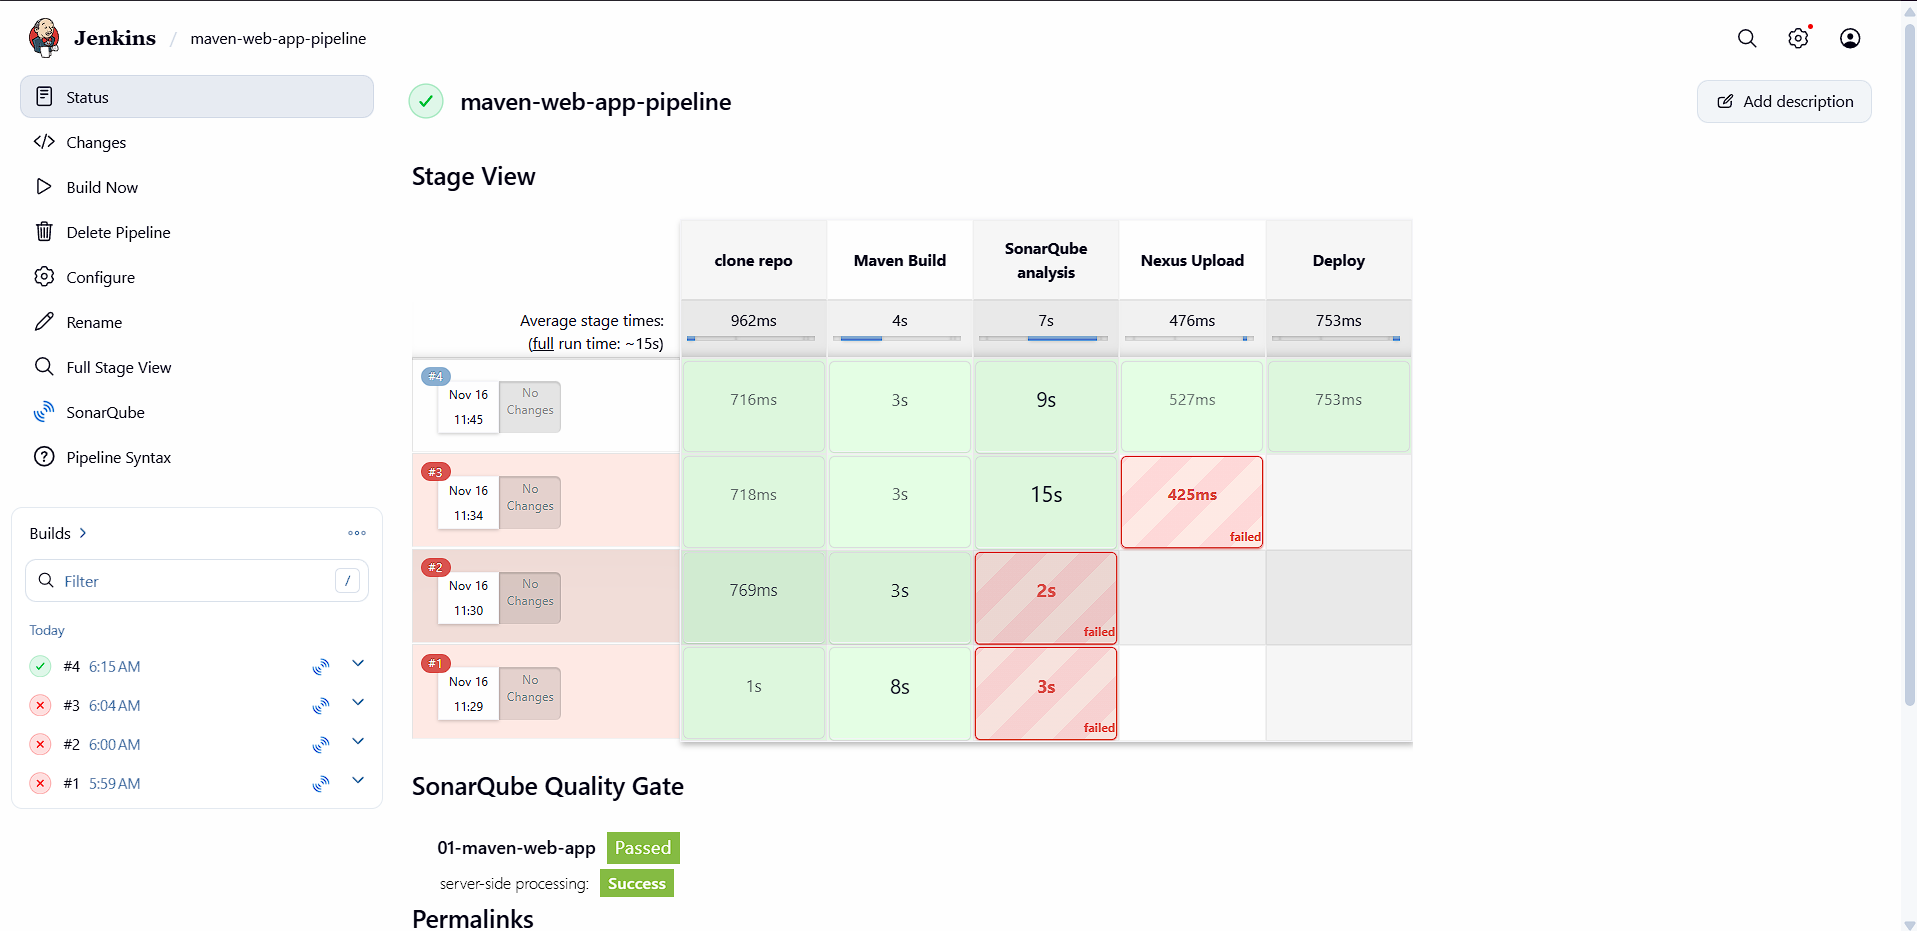 Jenkins / maven-web-app-pipeline
Status
Changes
Build Now
Delete Pipeline
Configure
Rename
Full Stage View
SonarQube
Pipeline Syntax
Builds
Filter /
Today
#4 6:15 AM
#3 6:04 AM
#2 6:00 AM
#1 5:59 AM
maven-web-app-pipeline
Add description
Stage View
clone repo
Maven Build
SonarQube
analysis
Nexus Upload
Deploy
Average stage times:
(full run time: ~15s)
962ms 4s 7s 476ms 753ms
#4
Nov 16
11:45
No
Changes
716ms 3s 9s 527ms 753ms
#3
Nov 16
11:34
No
Changes
718ms 3s 15s 425ms
failed
#2
Nov 16
11:30
No
Changes
769ms 3s 2s
failed
#1
Nov 16
11:29
No
Changes
1s 8s 3s
failed
SonarQube Quality Gate
01-maven-web-app Passed
server-side processing: Success
Permalinks